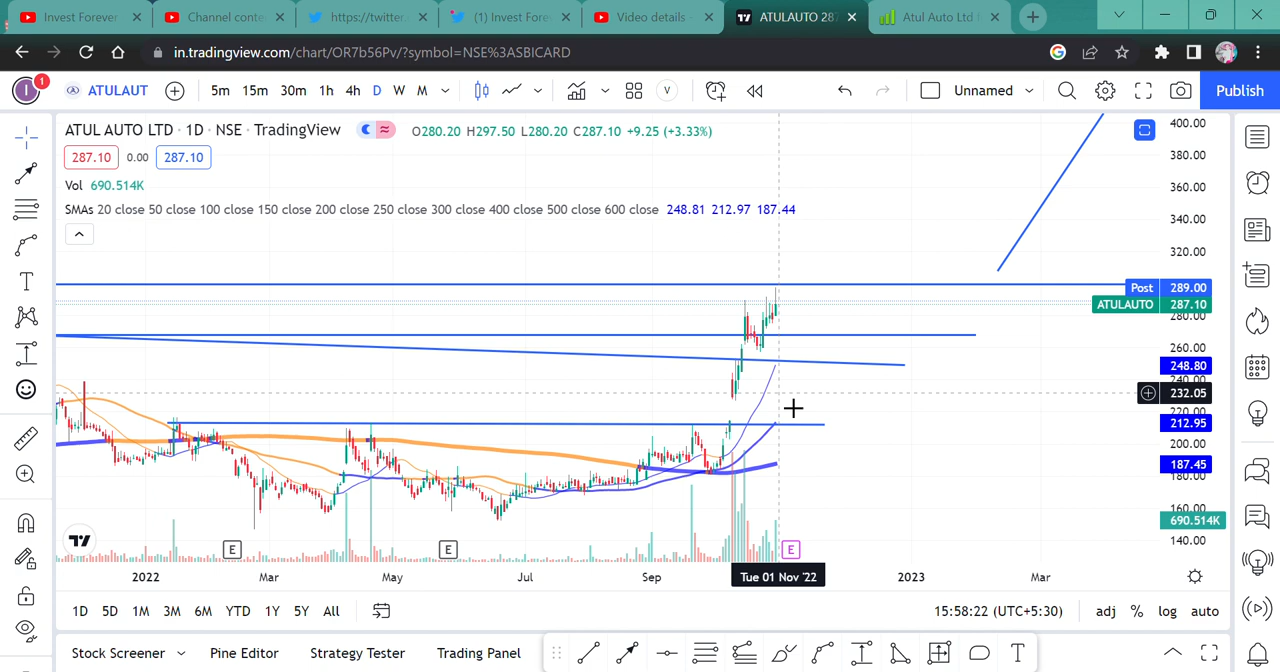 Invest Forever
Channel conte
https://twitter.
(1) Invest Fore
Video details -
ATULAUTO 287
Atul Auto Ltd
in.tradingview.com/chart/OR7b56Pv/?symbol=NSE%3ASBICARD
I 1 ATULAUT 5m 15m 30m 1h 4h D W M V Unnamed Publish
ATUL AUTO LTD · 1D · NSE · TradingView O280.20 H297.50 L280.20 C287.10 +9.25 (+3.33%)
287.10 0.00 287.10
Vol 690.514K
SMAs 20 close 50 close 100 close 150 close 200 close 250 close 300 close 400 close 500 close 600 close 248.81 212.97 187.44
400.00
380.00
360.00
340.00
320.00
Post 289.00
ATULAUTO 287.10
280.00
260.00
248.80
240.00
232.05
220.00
212.95
200.00
187.45
180.00
160.00
690.514K
140.00
E E E
2022 Mar May Jul Sep Tue 01 Nov '22 2023 Mar
1D 5D 1M 3M 6M YTD 1Y 5Y All 15:58:22 (UTC+5:30) adj % log auto
Stock Screener Pine Editor Strategy Tester Trading Panel T